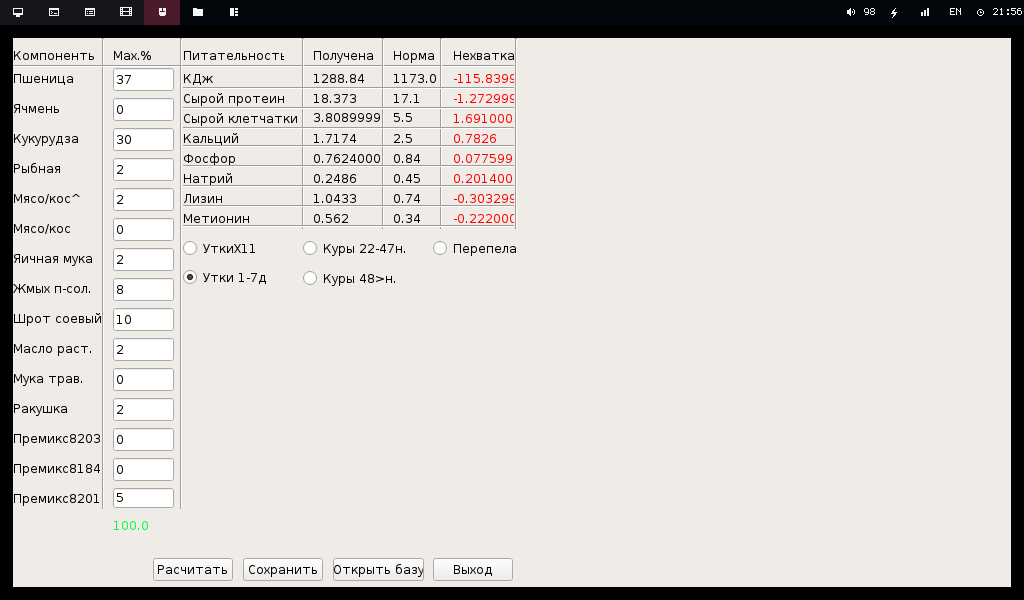 98 EN 21:56
Компоненть Max.% Питательностн Получена Норма Нехватка
Пшеница 37 КДж 1288.84 1173.0 -115.8399
Сырой протеин 18.373 17.1 -1.272999
Ячмень 0 Сырой клетчатки 3.8089999 5.5 1.691000
Кукурудза 30 Кальций 1.7174 2.5 0.7826
Фосфор 0.7624000 0.84 0.077599
Рыбная 2 Натрий 0.2486 0.45 0.201400
Мясо/кос^ 2 Лизин 1.0433 0.74 -0.303299
Метионин 0.562 0.34 -0.222000
Мясо/кос 0
УткиХ11 Куры 22-47н. Перепела
Яичная мука 2
Утки 1-7д Куры 48>н.
Жмых п-сол. 8
Шрот соевый 10
Масло раст. 2
Мука трав. 0
Ракушка 2
Премикс8203 0
Премикс8184 0
Премикс8201 5
100.0
Расчитать Сохранить Открыть базу Выход